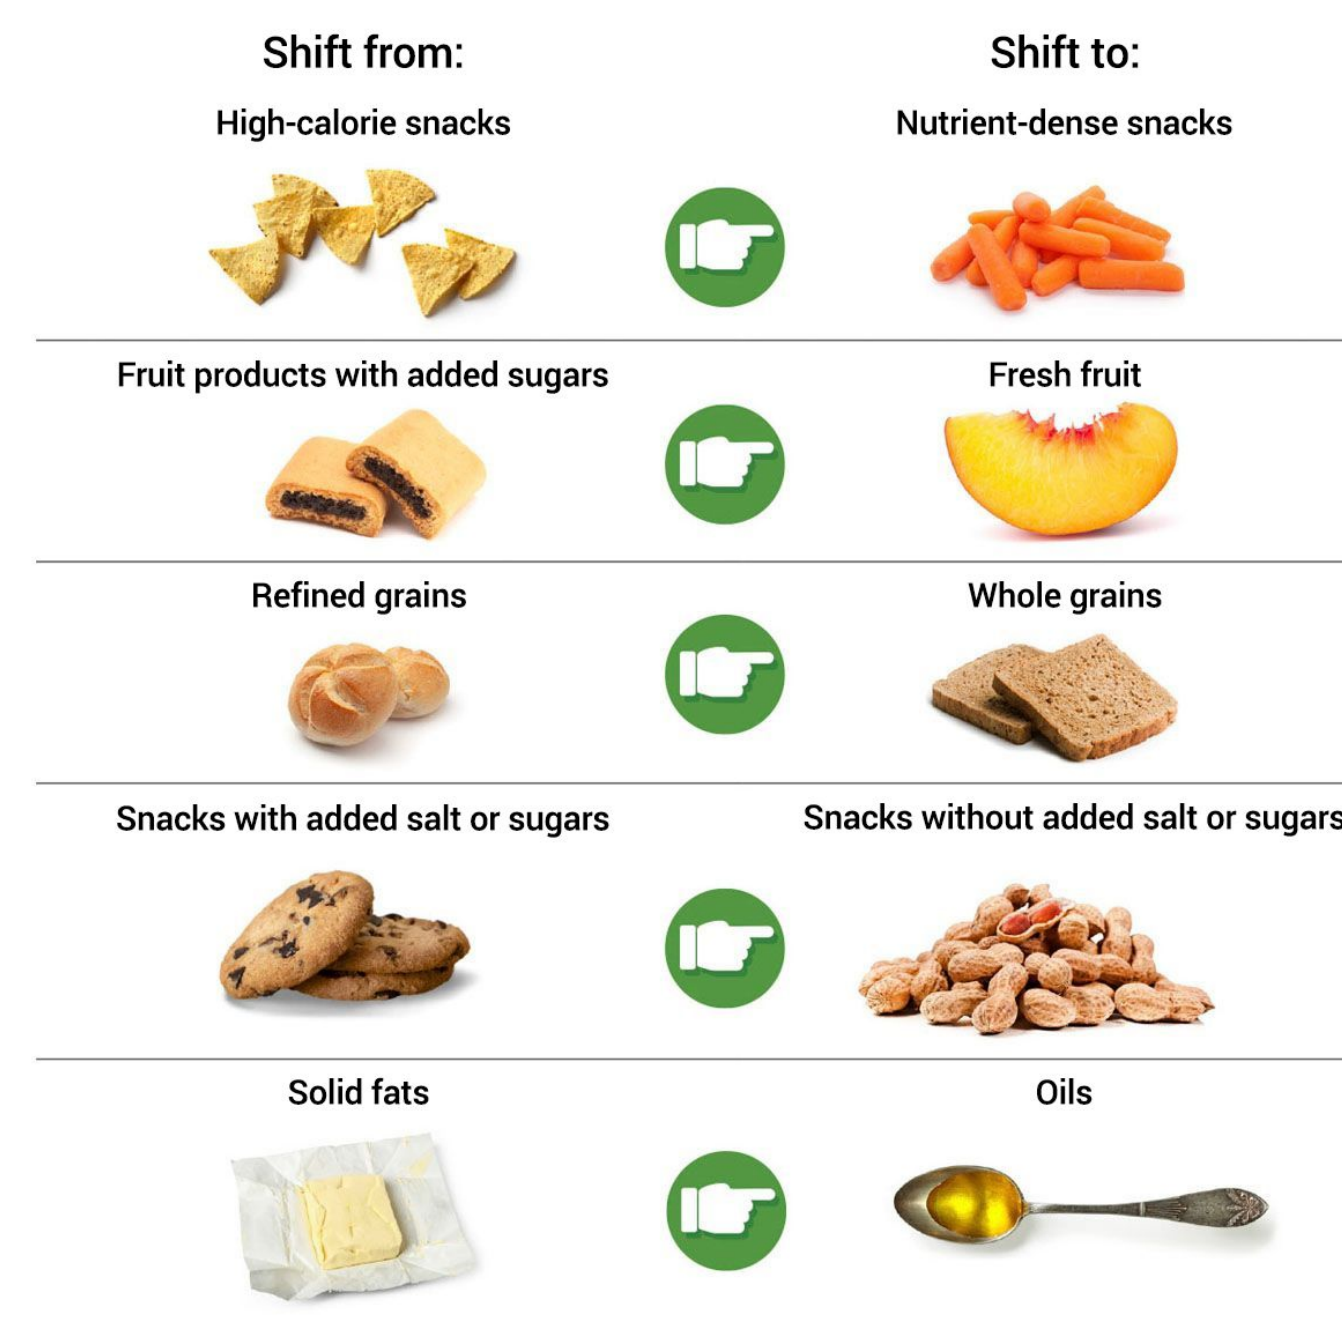 Shift from:
Shift to:
High-calorie snacks
Nutrient-dense snacks
Fruit products with added sugars
Fresh fruit
Refined grains
Whole grains
Snacks with added salt or sugars
Snacks without added salt or sugars
Solid fats
Oils